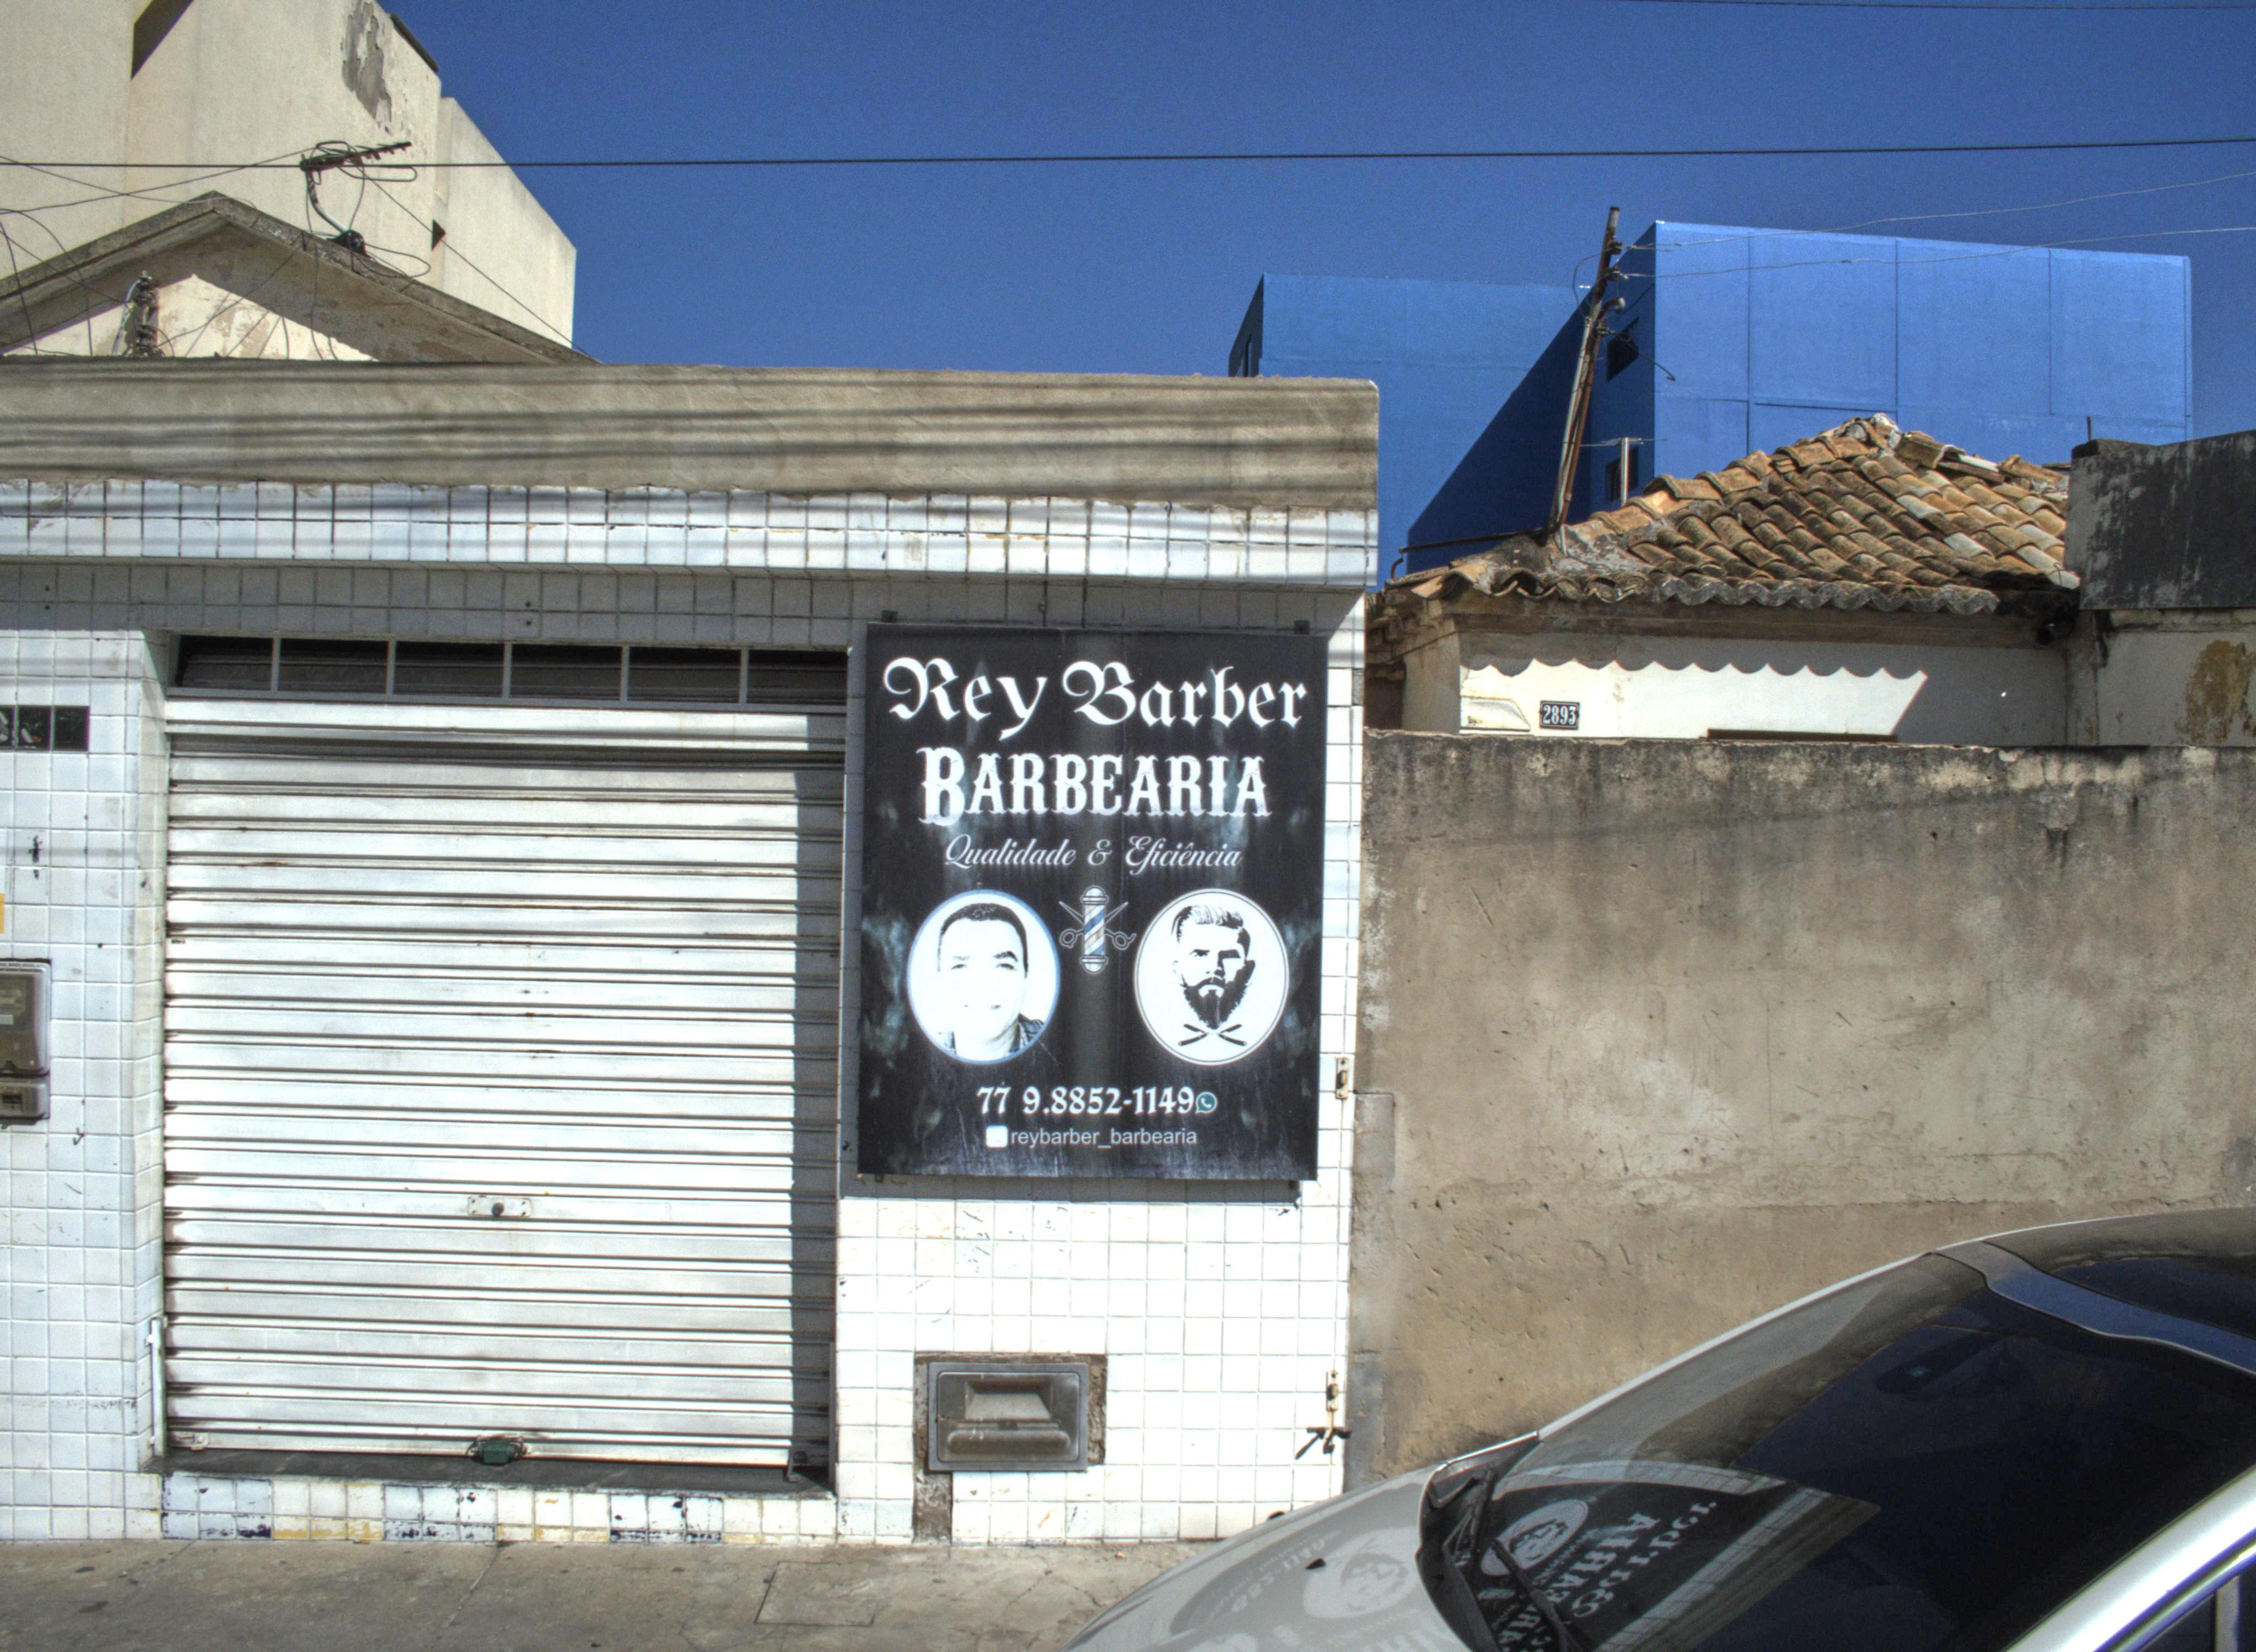 Rey Barber
BARBEARIA
Qualidade & Eficiência
77 9.8852-1149
reybarber_barbearia
2893